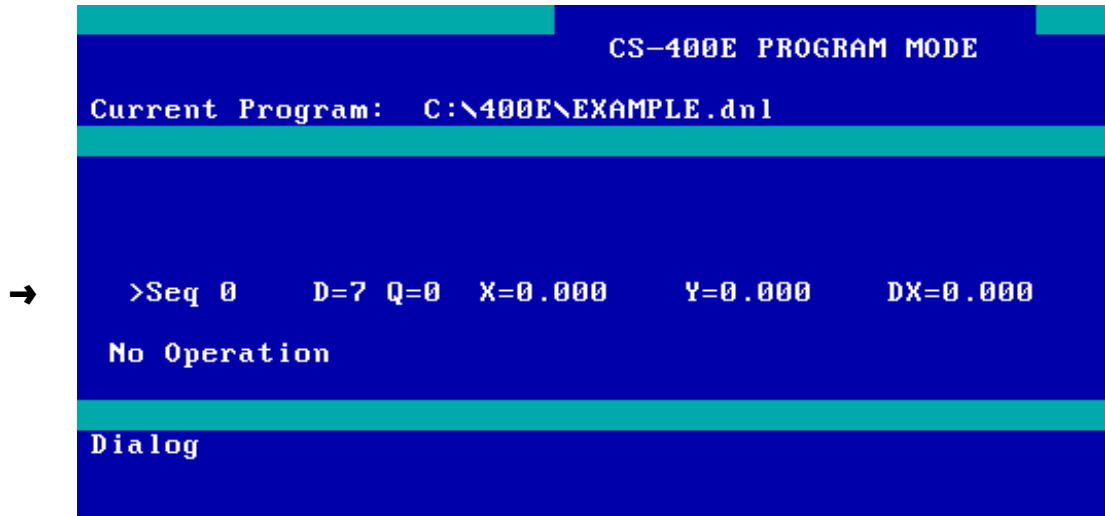 CS-400E PROGRAM MODE
Current Program: C:\400E\EXAMPLE.dnl
>Seq 0 D=7 Q=0 X=0.000 Y=0.000 DX=0.000
No Operation
Dialog